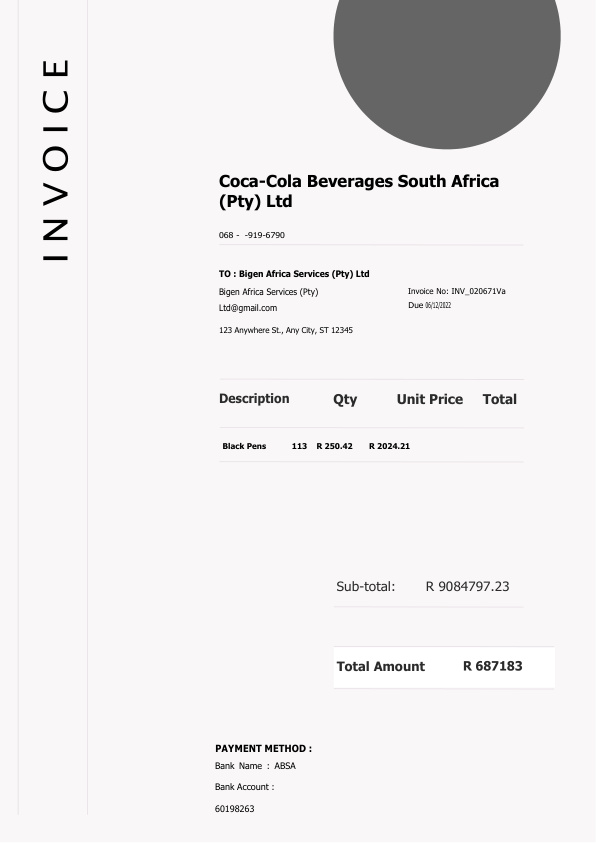 INVOICE
Coca-Cola Beverages South Africa
(Pty) Ltd
068 - -919-6790
TO : Bigen Africa Services (Pty) Ltd
Bigen Africa Services (Pty)
Ltd@gmail.com
123 Anywhere St., Any City, ST 12345
Invoice No: INV_020671Va
Due 06/12/2022
Description Qty Unit Price Total
Black Pens 113 R 250.42 R 2024.21
Sub-total: R 9084797.23
Total Amount R 687183
PAYMENT METHOD :
Bank Name : ABSA
Bank Account :
60198263